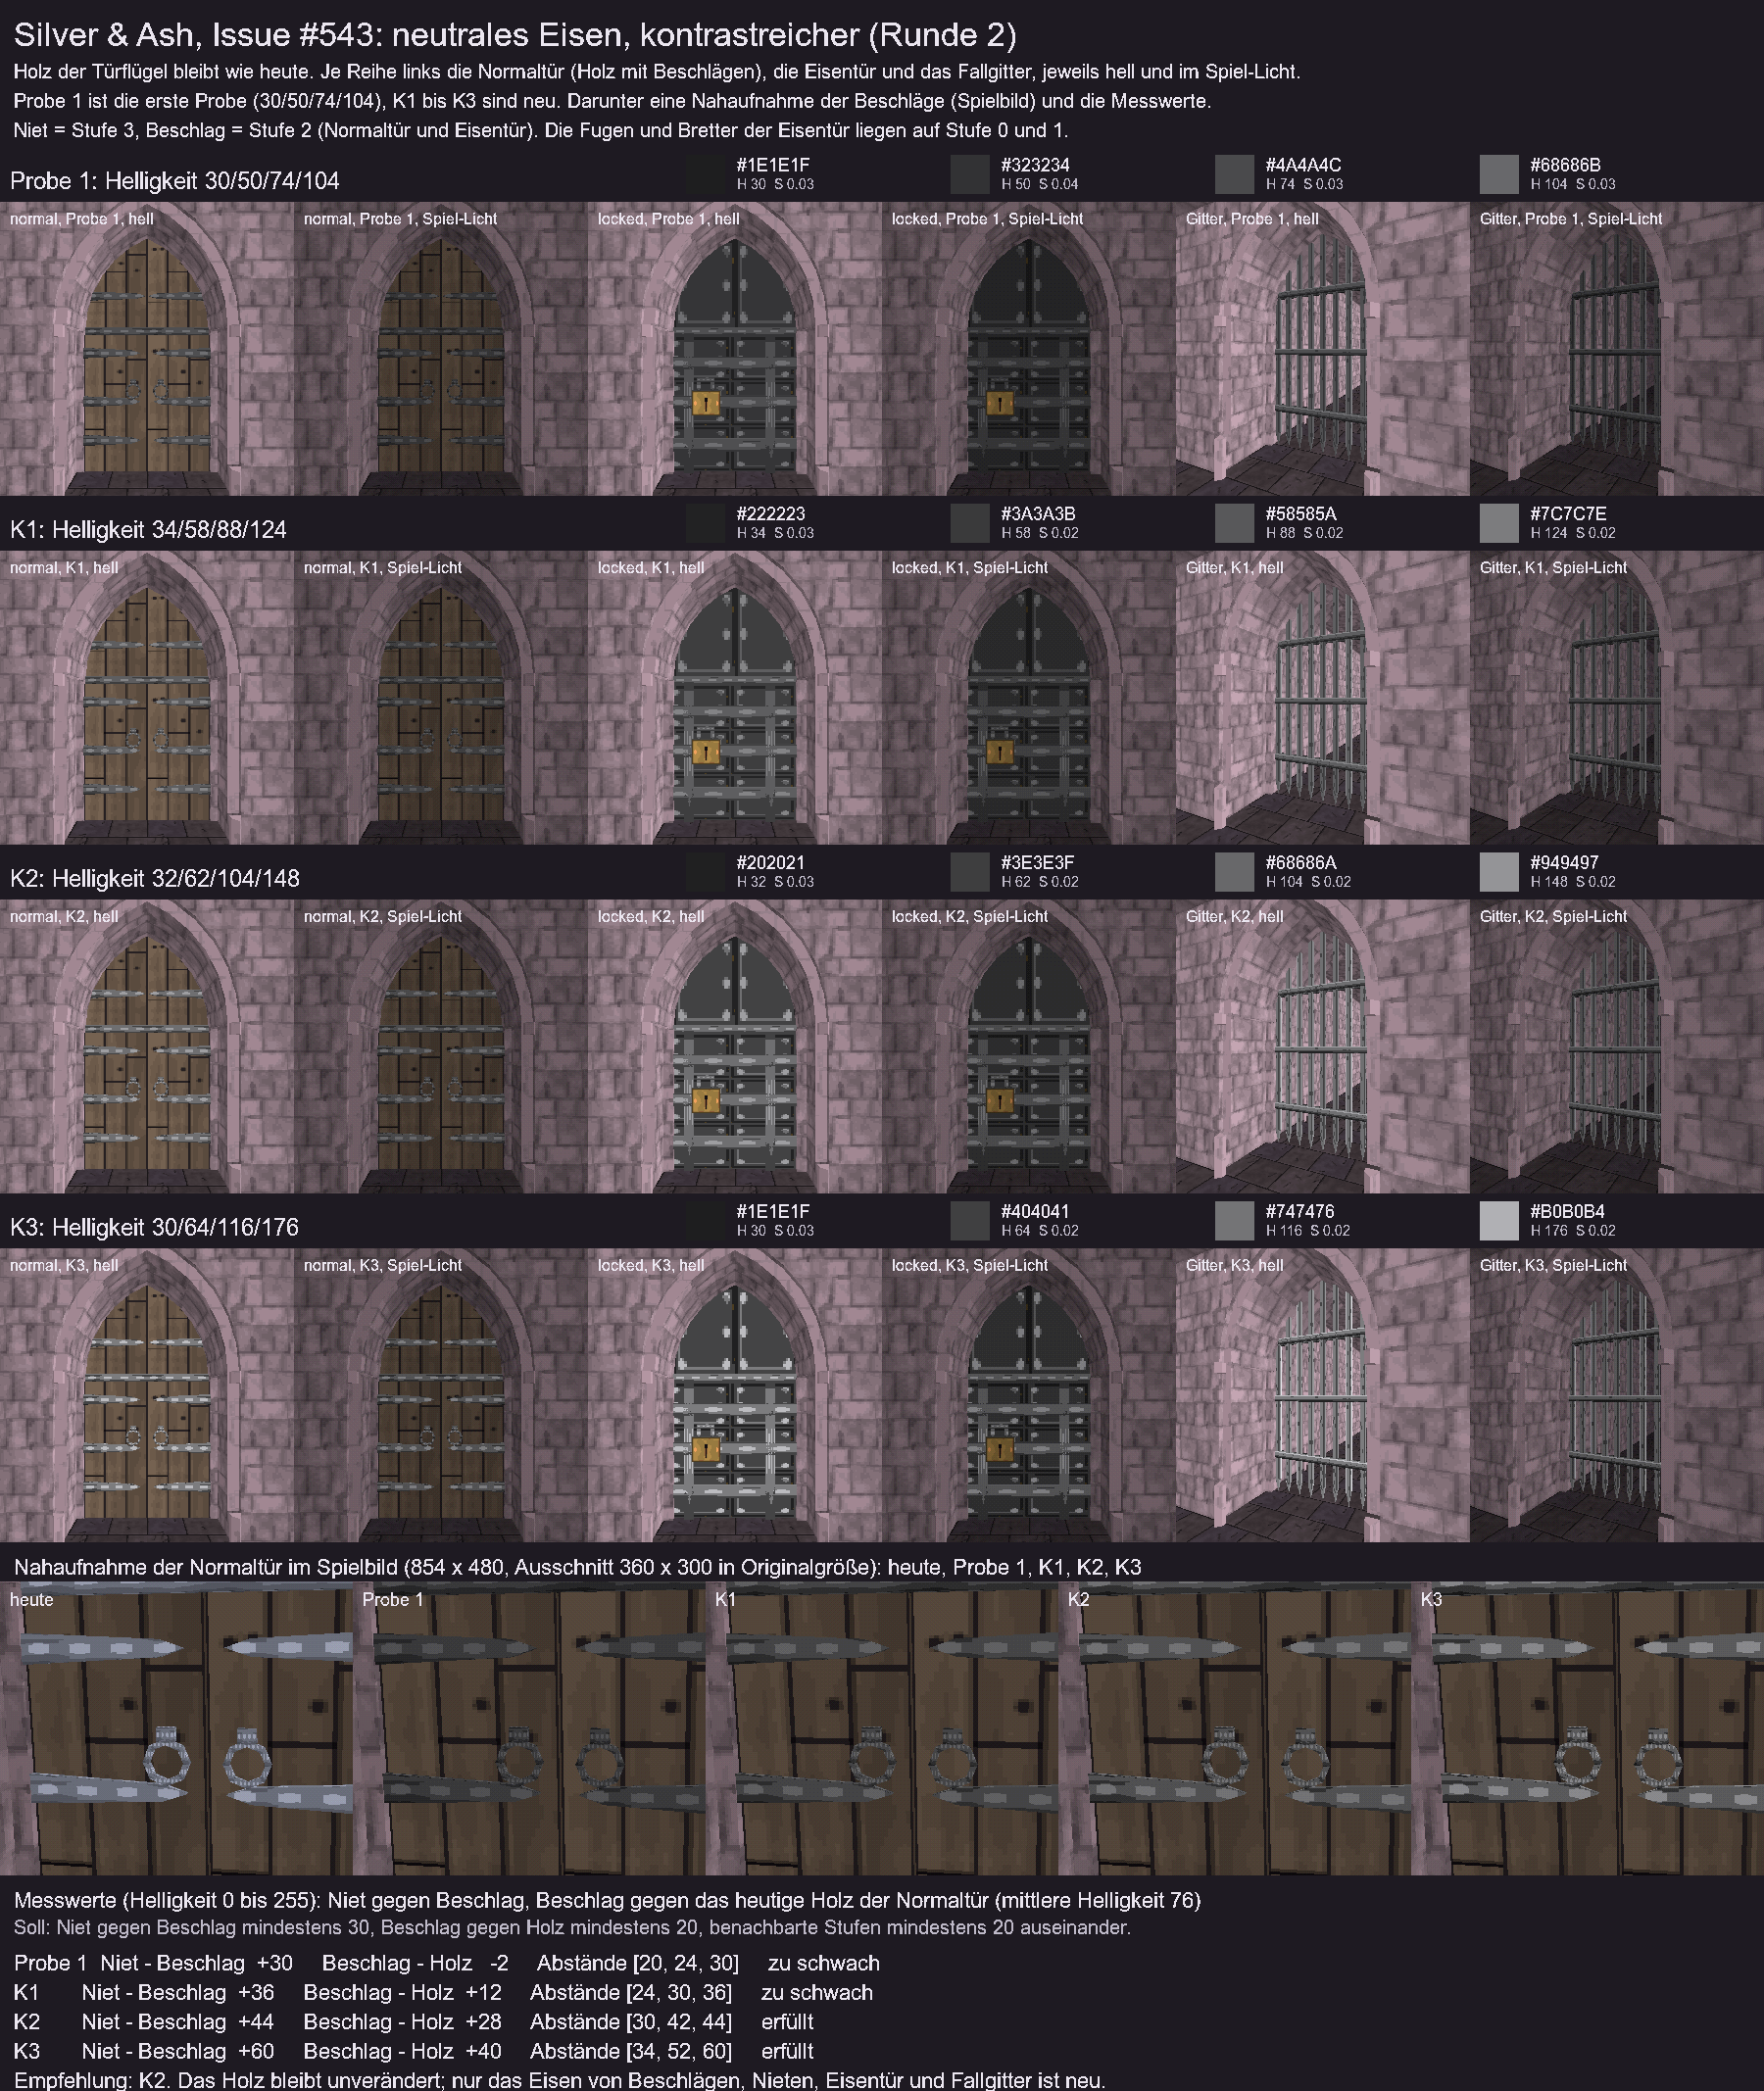 Silver & Ash, Issue #543: neutrales Eisen, kontrastreicher (Runde 2)
Holz der Türflügel bleibt wie heute. Je Reihe links die Normaltür (Holz mit Beschlägen), die Eisentür und das Fallgitter, jeweils hell und im Spiel-Licht.
Probe 1 ist die erste Probe (30/50/74/104), K1 bis K3 sind neu. Darunter eine Nahaufnahme der Beschläge (Spielbild) und die Messwerte.
Niet = Stufe 3, Beschlag = Stufe 2 (Normaltür und Eisentür). Die Fugen und Bretter der Eisentür liegen auf Stufe 0 und 1.
Probe 1: Helligkeit 30/50/74/104
#1E1E1F
H 30 S 0.03
#323234
H 50 S 0.04
#4A4A4C
H 74 S 0.03
#68686B
H 104 S 0.03
normal, Probe 1, hell
normal, Probe 1, Spiel-Licht
locked, Probe 1, hell
locked, Probe 1, Spiel-Licht
Gitter, Probe 1, hell
Gitter, Probe 1, Spiel-Licht
K1: Helligkeit 34/58/88/124
#222223
H 34 S 0.03
#3A3A3B
H 58 S 0.02
#58585A
H 88 S 0.02
#7C7C7E
H 124 S 0.02
normal, K1, hell
normal, K1, Spiel-Licht
locked, K1, hell
locked, K1, Spiel-Licht
Gitter, K1, hell
Gitter, K1, Spiel-Licht
K2: Helligkeit 32/62/104/148
#202021
H 32 S 0.03
#3E3E3F
H 62 S 0.02
#68686A
H 104 S 0.02
#949497
H 148 S 0.02
normal, K2, hell
normal, K2, Spiel-Licht
locked, K2, hell
locked, K2, Spiel-Licht
Gitter, K2, hell
Gitter, K2, Spiel-Licht
K3: Helligkeit 30/64/116/176
#1E1E1F
H 30 S 0.03
#404041
H 64 S 0.02
#747476
H 116 S 0.02
#B0B0B4
H 176 S 0.02
normal, K3, hell
normal, K3, Spiel-Licht
locked, K3, hell
locked, K3, Spiel-Licht
Gitter, K3, hell
Gitter, K3, Spiel-Licht
Nahaufnahme der Normaltür im Spielbild (854 x 480, Ausschnitt 360 x 300 in Originalgröße): heute, Probe 1, K1, K2, K3
heute
Probe 1
K1
K2
K3
Messwerte (Helligkeit 0 bis 255): Niet gegen Beschlag, Beschlag gegen das heutige Holz der Normaltür (mittlere Helligkeit 76)
Soll: Niet gegen Beschlag mindestens 30, Beschlag gegen Holz mindestens 20, benachbarte Stufen mindestens 20 auseinander.
Probe 1 Niet - Beschlag +30 Beschlag - Holz -2 Abstände [20, 24, 30] zu schwach
K1 Niet - Beschlag +36 Beschlag - Holz +12 Abstände [24, 30, 36] zu schwach
K2 Niet - Beschlag +44 Beschlag - Holz +28 Abstände [30, 42, 44] erfüllt
K3 Niet - Beschlag +60 Beschlag - Holz +40 Abstände [34, 52, 60] erfüllt
Empfehlung: K2. Das Holz bleibt unverändert; nur das Eisen von Beschlägen, Nieten, Eisentür und Fallgitter ist neu.